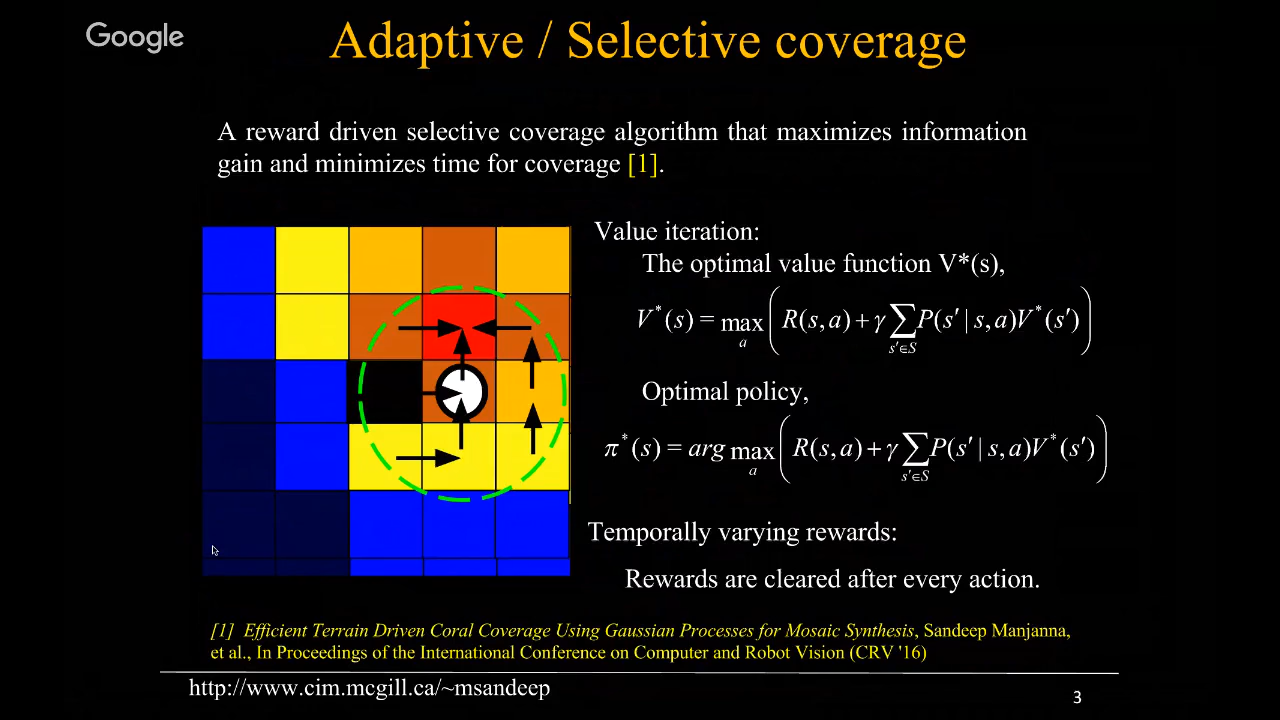 Google
Adaptive / Selective coverage
A reward driven selective coverage algorithm that maximizes information
gain and minimizes time for coverage [1].
Value iteration:
The optimal value function V*(s),
V*(s) = max_a ( R(s,a) + γ ∑_{s′∈S} P(s′ | s,a)V*(s′) )
Optimal policy,
π*(s) = arg max_a ( R(s,a) + γ ∑_{s′∈S} P(s′ | s,a)V*(s′) )
Temporally varying rewards:
Rewards are cleared after every action.
[1] Efficient Terrain Driven Coral Coverage Using Gaussian Processes for Mosaic Synthesis, Sandeep Manjanna,
et al., In Proceedings of the International Conference on Computer and Robot Vision (CRV '16)
http://www.cim.mcgill.ca/~msandeep
3